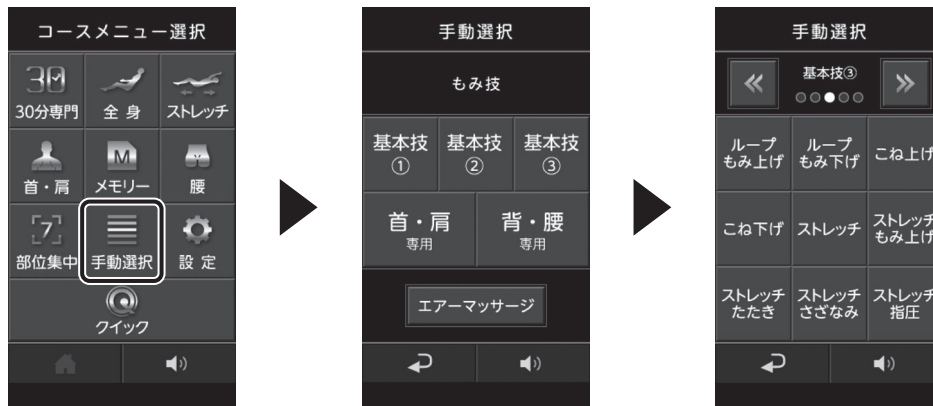 コースメニュー選択
30
30分専門
全 身
ストレッチ
首・肩
M
メモリー
腰
7
部位集中
手動選択
設 定
クイック
手動選択
もみ技
基本技
①
基本技
②
基本技
③
首・肩
専用
背・腰
専用
エアーマッサージ
手動選択
基本技③
ループ
もみ上げ
ループ
もみ下げ
こね上げ
こね下げ
ストレッチ
ストレッチ
もみ上げ
ストレッチ
たたき
ストレッチ
さざなみ
ストレッチ
指圧